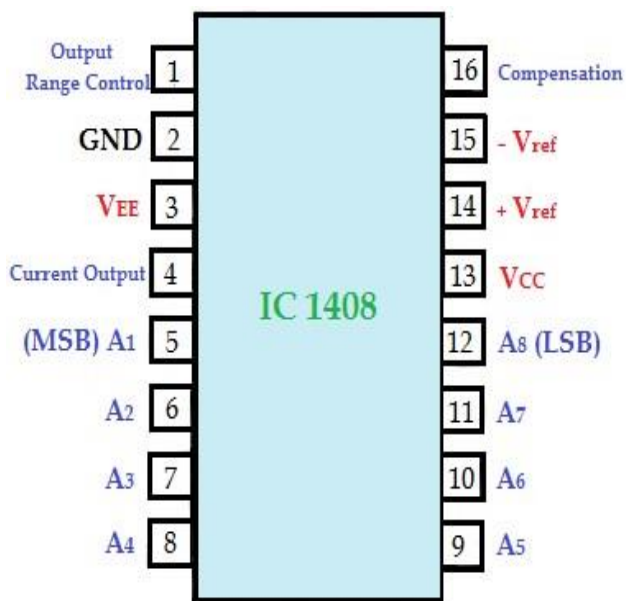 Output
Range Control
1
GND
2
VEE
3
Current Output
4
(MSB) A1
5
A2
6
A3
7
A4
8
IC 1408
16
Compensation
15
- Vref
14
+ Vref
13
VCC
12
A8 (LSB)
11
A7
10
A6
9
A5